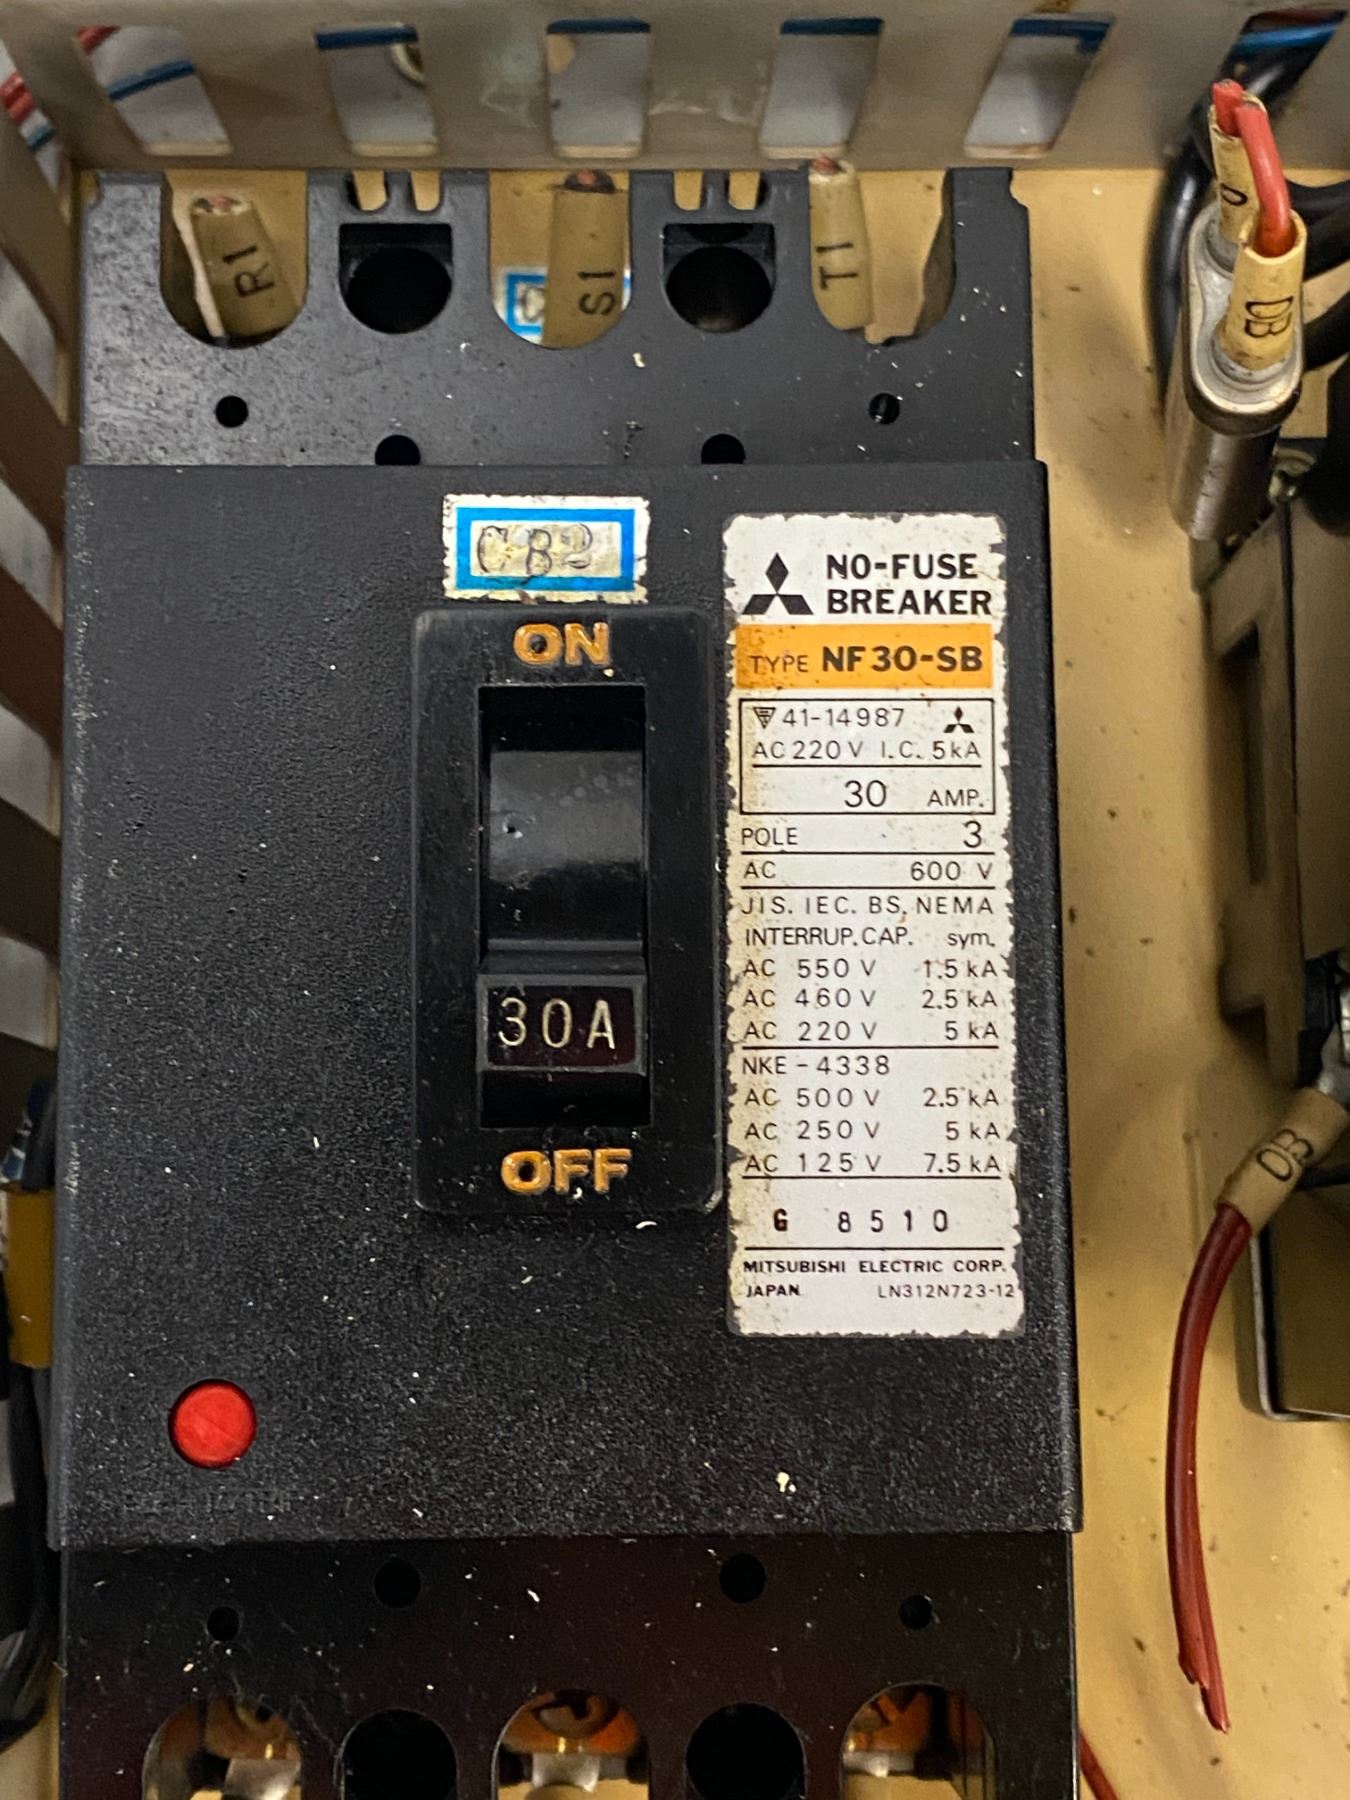 R1
S1
T1
DB
CB2
NO-FUSE
BREAKER
TYPE NF30-SB
41-14987
AC 220 V I.C. 5kA
30 AMP.
POLE 3
AC 600 V
JIS. IEC. BS. NEMA
INTERRUP. CAP. sym.
AC 550 V 1.5 kA
AC 460 V 2.5 kA
AC 220 V 5 kA
NKE - 4338
AC 500 V 2.5 kA
AC 250 V 5 kA
AC 125 V 7.5 kA
G 8510
MITSUBISHI ELECTRIC CORP.
JAPAN LN312N723-12
ON
30A
OFF
DB